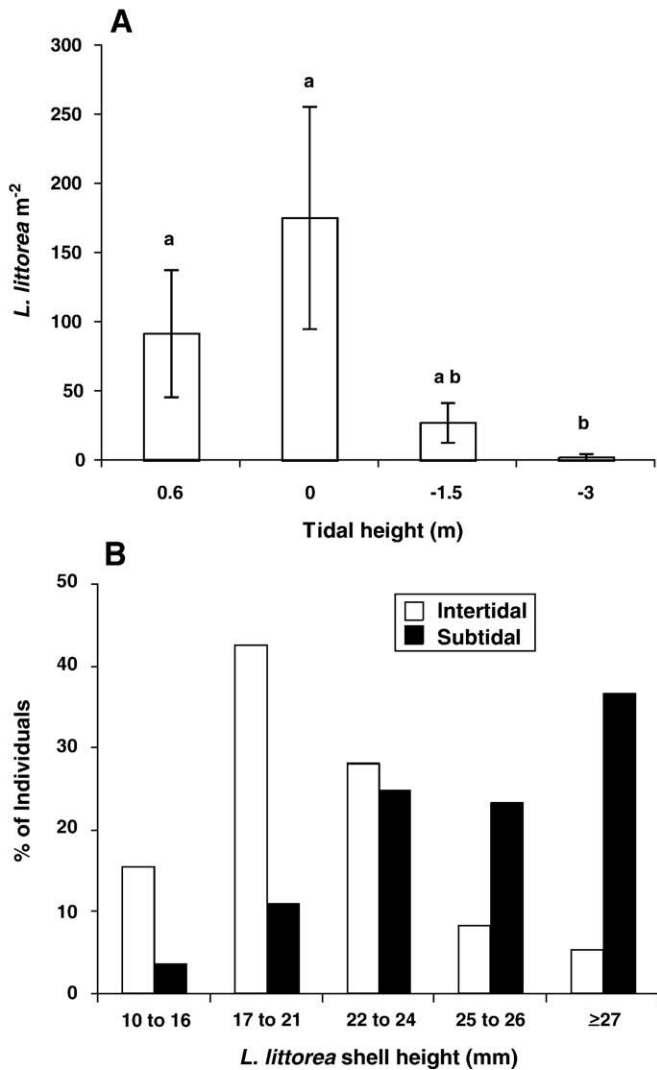 A
300
250
200
150
100
50
0
L. littorea m-2
a
a
a b
b
0.6 0 -1.5 -3
Tidal height (m)
B
50
40
30
20
10
0
% of Individuals
Intertidal
Subtidal
10 to 16 17 to 21 22 to 24 25 to 26 ≥27
L. littorea shell height (mm)